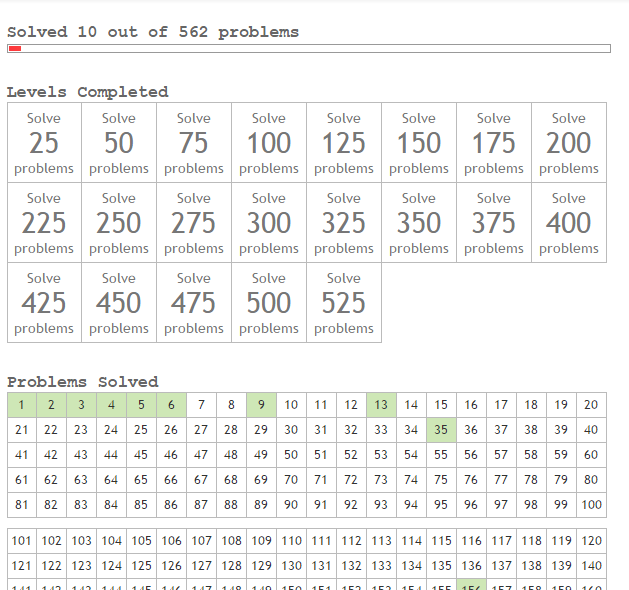 Solved 10 out of 562 problems
Levels Completed
Solve Solve Solve Solve Solve Solve Solve Solve
25 50 75 100 125 150 175 200
problems problems problems problems problems problems problems problems
Solve Solve Solve Solve Solve Solve Solve Solve
225 250 275 300 325 350 375 400
problems problems problems problems problems problems problems problems
Solve Solve Solve Solve Solve
425 450 475 500 525
problems problems problems problems problems
Problems Solved
1 2 3 4 5 6 7 8 9 10 11 12 13 14 15 16 17 18 19 20
21 22 23 24 25 26 27 28 29 30 31 32 33 34 35 36 37 38 39 40
41 42 43 44 45 46 47 48 49 50 51 52 53 54 55 56 57 58 59 60
61 62 63 64 65 66 67 68 69 70 71 72 73 74 75 76 77 78 79 80
81 82 83 84 85 86 87 88 89 90 91 92 93 94 95 96 97 98 99 100
101 102 103 104 105 106 107 108 109 110 111 112 113 114 115 116 117 118 119 120
121 122 123 124 125 126 127 128 129 130 131 132 133 134 135 136 137 138 139 140
141 142 143 144 145 146 147 148 149 150 151 152 153 154 155 156 157 158 159 160